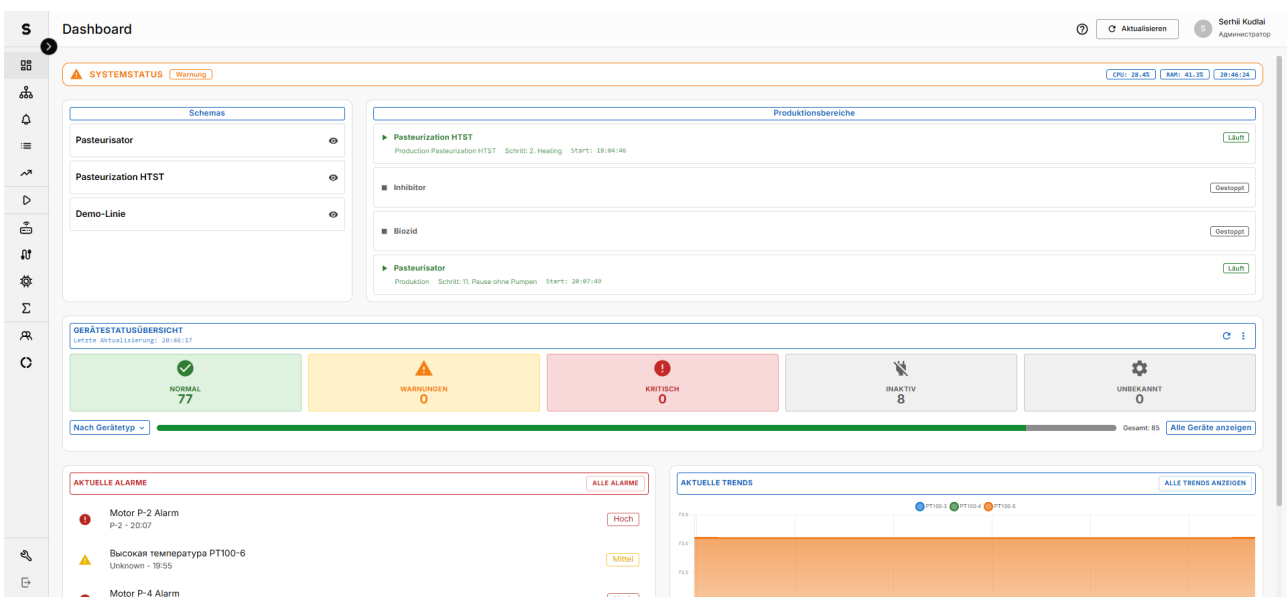 S
Dashboard
Aktualisieren
S
Serhii Kudlai
Администратор
SYSTEMSTATUS
Warnung
CPU: 28.4%
RAM: 41.3%
20:46:24
Schemas
Pasteurisator
Pasteurization HTST
Demo-Linie
Produktionsbereiche
Pasteurization HTST
Läuft
Production Pasteurization HTST Schritt: 2. Heating Start: 18:04:46
Inhibitor
Gestoppt
Biozid
Gestoppt
Pasteurisator
Läuft
Produktion Schritt: 11. Pause ohne Pumpen Start: 20:07:49
GERÄTESTATUSÜBERSICHT
Letzte Aktualisierung: 20:46:17
NORMAL
77
WARNUNGEN
0
KRITISCH
0
INAKTIV
8
UNBEKANNT
0
Nach Gerätetyp
Gesamt: 85
Alle Geräte anzeigen
AKTUELLE ALARME
ALLE ALARME
Motor P-2 Alarm
P-2 - 20:07
Hoch
Высокая температура PT100-6
Unknown - 19:55
Mittel
Motor P-4 Alarm
AKTUELLE TRENDS
ALLE TRENDS ANZEIGEN
PT100-3 PT100-4 PT100-5